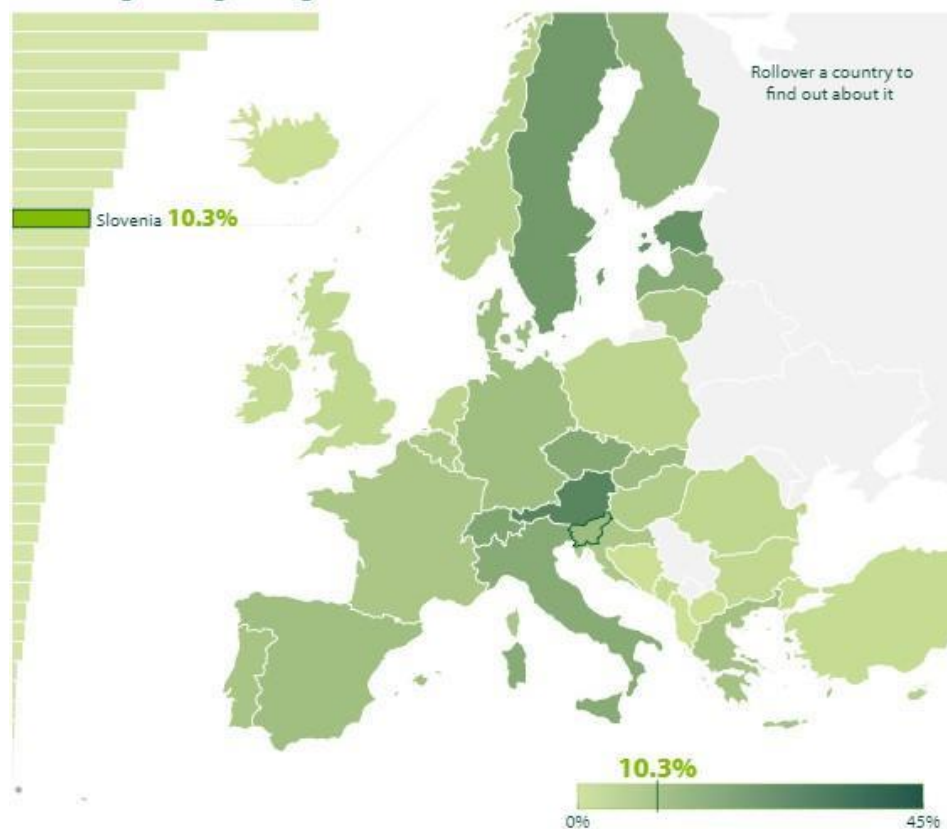 Rollover a country to
find out about it
Slovenia 10.3%
10.3%
0%
45%